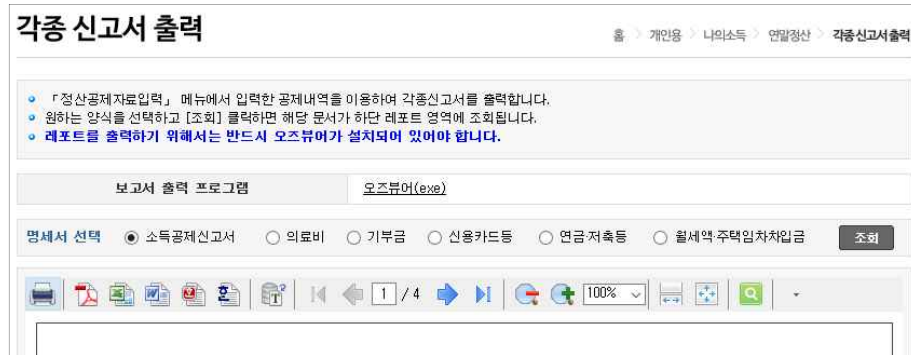 각종 신고서 출력
홈 > 개인용 > 나의소득 > 연말정산 > 각종신고서출력
「정산공제자료입력」 메뉴에서 입력한 공제내역을 이용하여 각종신고서를 출력합니다.
원하는 양식을 선택하고 [조회] 클릭하면 해당 문서가 하단 레포트 영역에 조회됩니다.
레포트를 출력하기 위해서는 반드시 오즈뷰어가 설치되어 있어야 합니다.
보고서 출력 프로그램 오즈뷰어(exe)
명세서 선택 소득공제신고서 의료비 기부금 신용카드등 연금·저축등 월세액·주택임차차입금 조회
1 / 4 100%